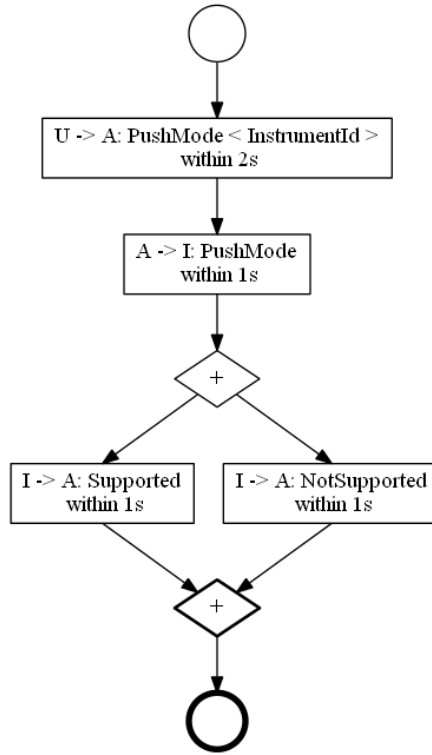 U -> A: PushMode < InstrumentId >
within 2s
A -> I: PushMode
within 1s
+
I -> A: Supported
within 1s
I -> A: NotSupported
within 1s
+